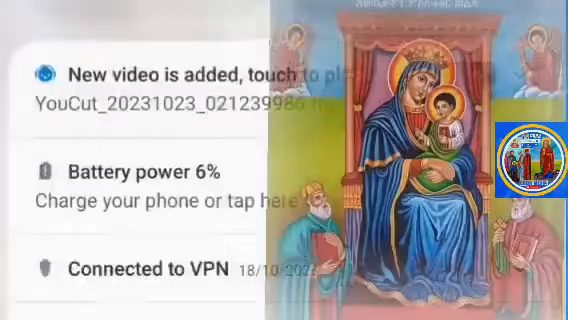 New video is added, touch to pl
YouCut_20231023_021239986.m
Battery power 6%
Charge your phone or tap here
Connected to VPN 18/10/2023